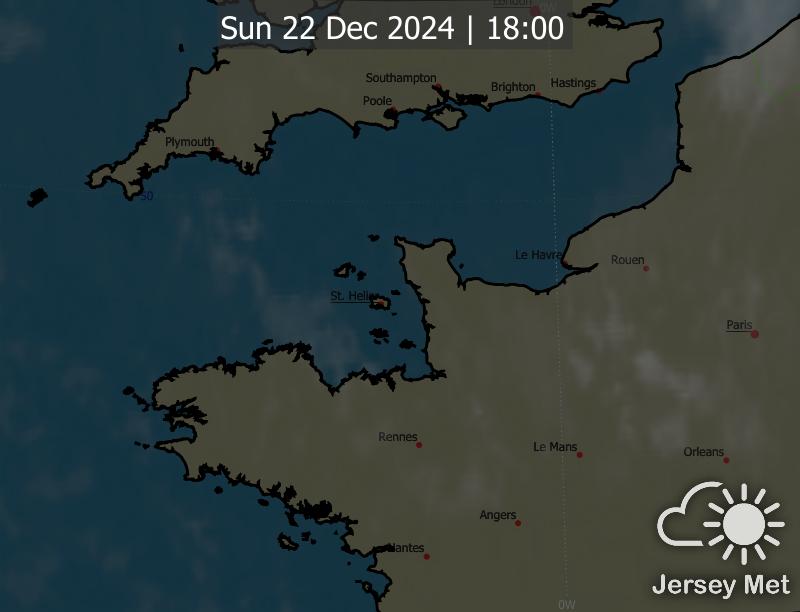 London
0W
Sun 22 Dec 2024 | 18:00
Southampton
Brighton
Hastings
Poole
Plymouth
50
Le Havre
Rouen
St. Helier
Paris
Rennes
Le Mans
Orleans
Angers
Nantes
Jersey Met
0W